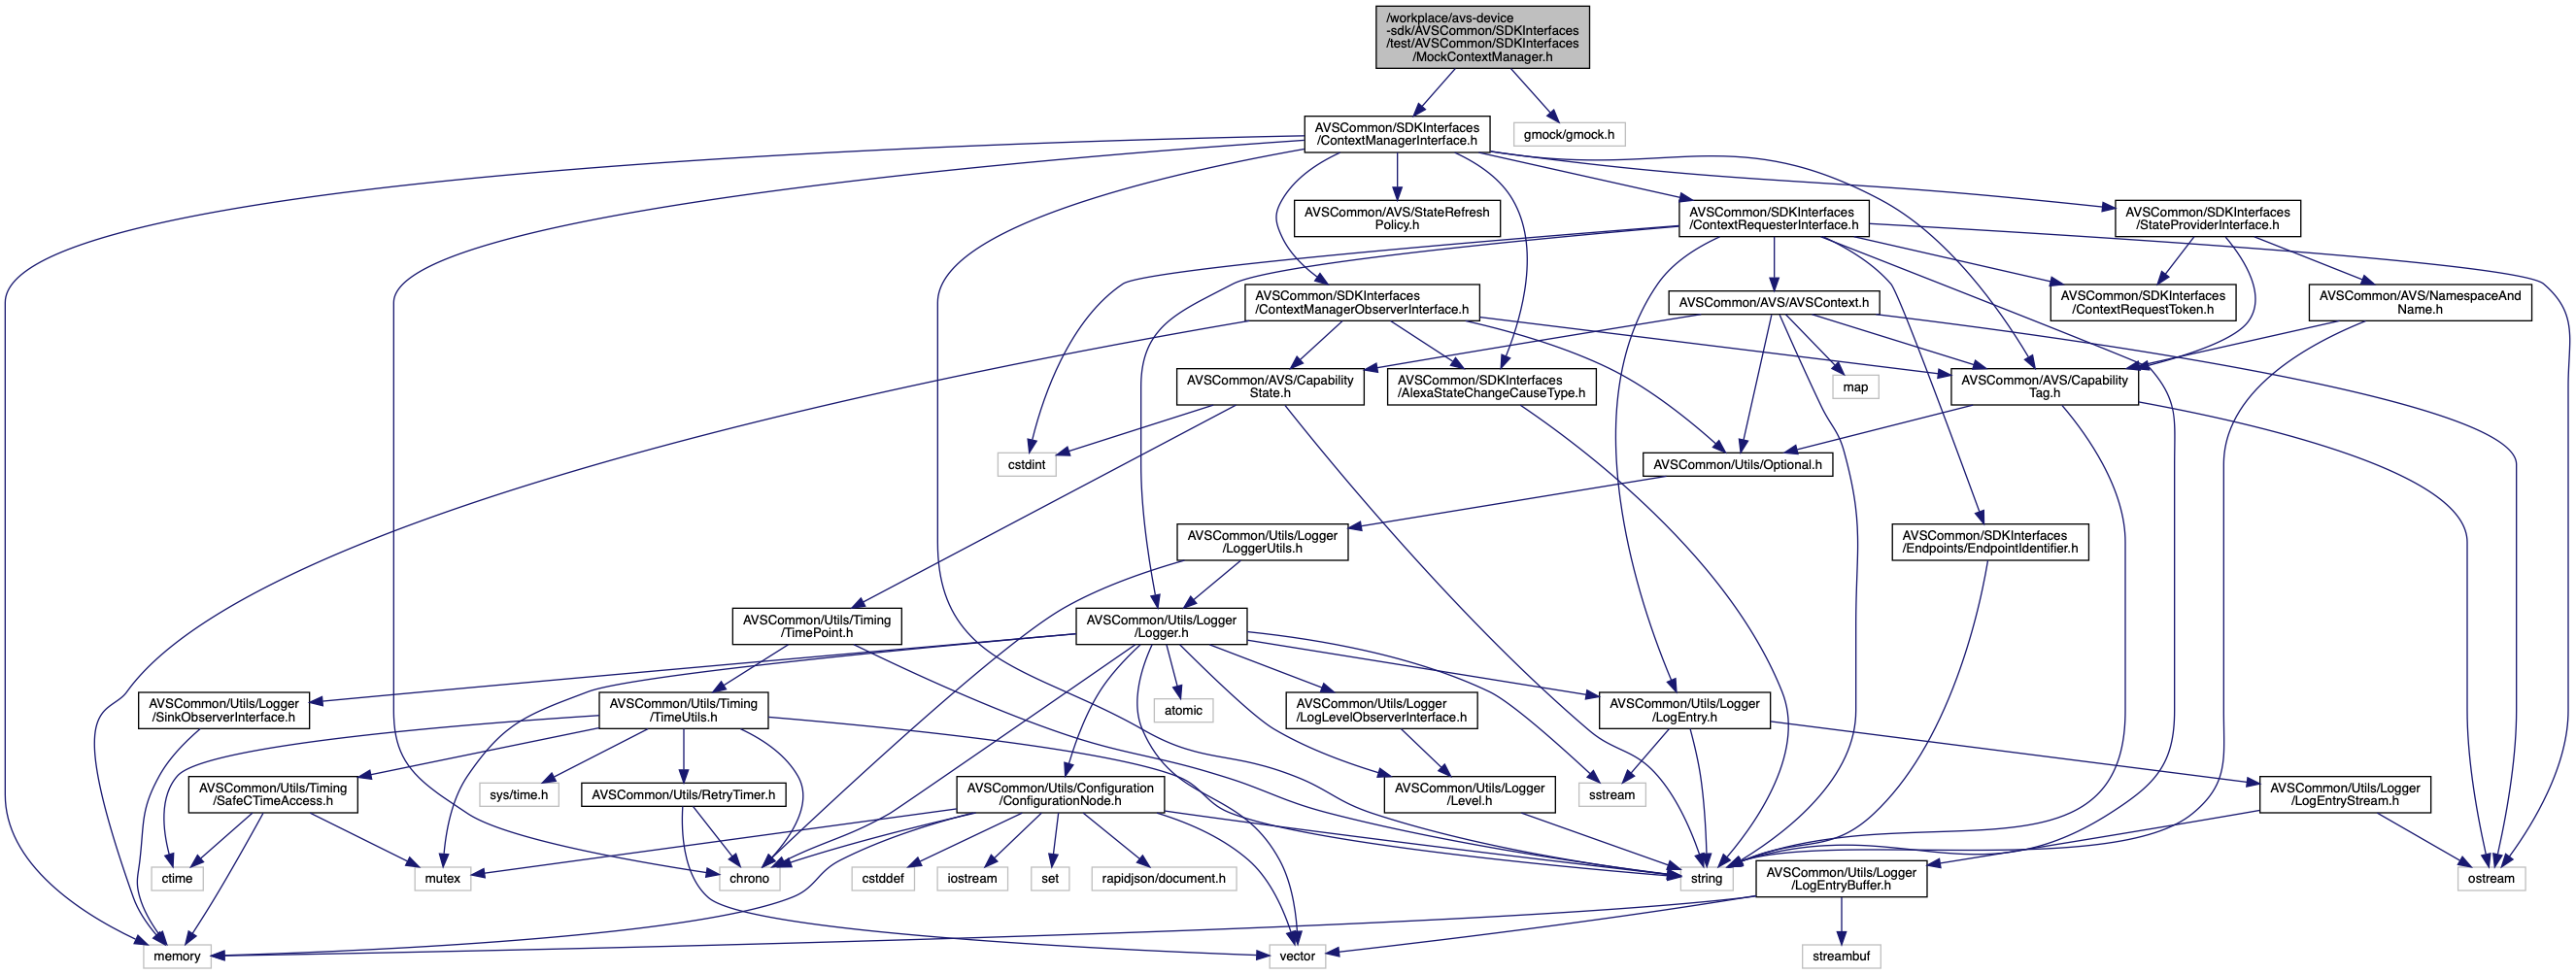 /workplace/avs-device
-sdk/AVSCommon/SDKInterfaces
/test/AVSCommon/SDKInterfaces
/MockContextManager.h
AVSCommon/SDKInterfaces
/ContextManagerInterface.h
gmock/gmock.h
AVSCommon/AVS/StateRefresh
Policy.h
AVSCommon/SDKInterfaces
/ContextRequesterInterface.h
AVSCommon/SDKInterfaces
/StateProviderInterface.h
AVSCommon/SDKInterfaces
/ContextManagerObserverInterface.h
AVSCommon/AVS/AVSContext.h
AVSCommon/SDKInterfaces
/ContextRequestToken.h
AVSCommon/AVS/NamespaceAnd
Name.h
AVSCommon/AVS/Capability
State.h
AVSCommon/SDKInterfaces
/AlexaStateChangeCauseType.h
map
AVSCommon/AVS/Capability
Tag.h
cstdint
AVSCommon/Utils/Optional.h
AVSCommon/Utils/Logger
/LoggerUtils.h
AVSCommon/SDKInterfaces
/Endpoints/EndpointIdentifier.h
AVSCommon/Utils/Timing
/TimePoint.h
AVSCommon/Utils/Logger
/Logger.h
AVSCommon/Utils/Logger
/SinkObserverInterface.h
AVSCommon/Utils/Timing
/TimeUtils.h
atomic
AVSCommon/Utils/Logger
/LogLevelObserverInterface.h
AVSCommon/Utils/Logger
/LogEntry.h
AVSCommon/Utils/Timing
/SafeCTimeAccess.h
sys/time.h
AVSCommon/Utils/RetryTimer.h
AVSCommon/Utils/Configuration
/ConfigurationNode.h
AVSCommon/Utils/Logger
/Level.h
sstream
AVSCommon/Utils/Logger
/LogEntryStream.h
ctime
mutex
chrono
cstddef
iostream
set
rapidjson/document.h
string
AVSCommon/Utils/Logger
/LogEntryBuffer.h
ostream
memory
vector
streambuf